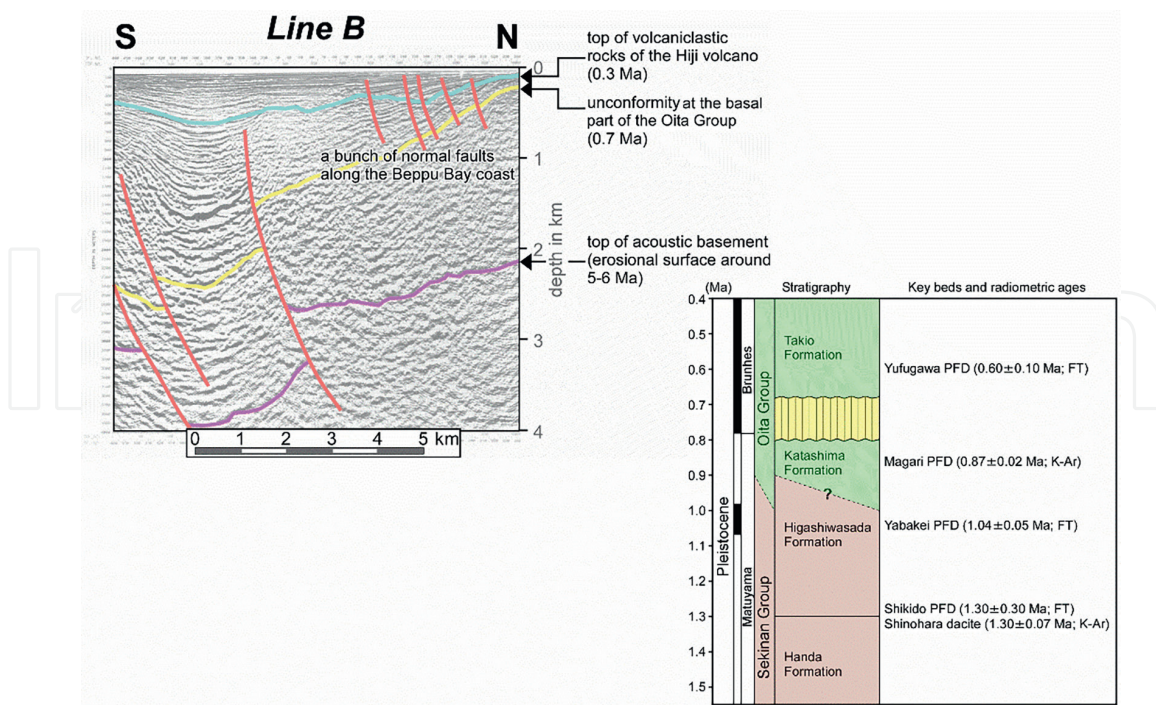 Line B
S
N
top of volcaniclastic
rocks of the Hiji volcano
(0.3 Ma)
unconformity at the basal
part of the Oita Group
(0.7 Ma)
a bunch of normal faults
along the Beppu Bay coast
top of acoustic basement
(erosional surface around
5-6 Ma)
0
1
2
3
4
depth in km
0 1 2 3 4 5 km
(Ma) Stratigraphy Key beds and radiometric ages
0.4
0.5
0.6
0.7
0.8
0.9
1.0
1.1
1.2
1.3
1.4
1.5
Pleistocene
Brunhes
Matuyama
Oita Group
Sekinan Group
Takio
Formation
Katashima
Formation
?
Higashiwasada
Formation
Handa
Formation
Yufugawa PFD (0.60±0.10 Ma; FT)
Magari PFD (0.87±0.02 Ma; K-Ar)
Yabakei PFD (1.04±0.05 Ma; FT)
Shikido PFD (1.30±0.30 Ma; FT)
Shinohara dacite (1.30±0.07 Ma; K-Ar)